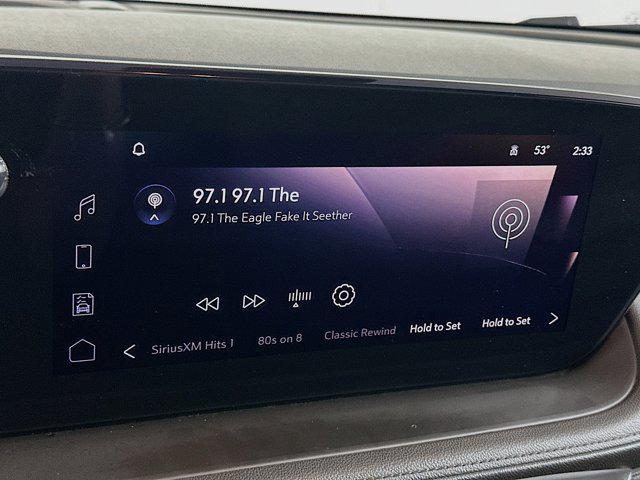 53° 2:33
97.1 97.1 The
97.1 The Eagle Fake It Seether
SiriusXM Hits 1 80s on 8 Classic Rewind Hold to Set Hold to Set